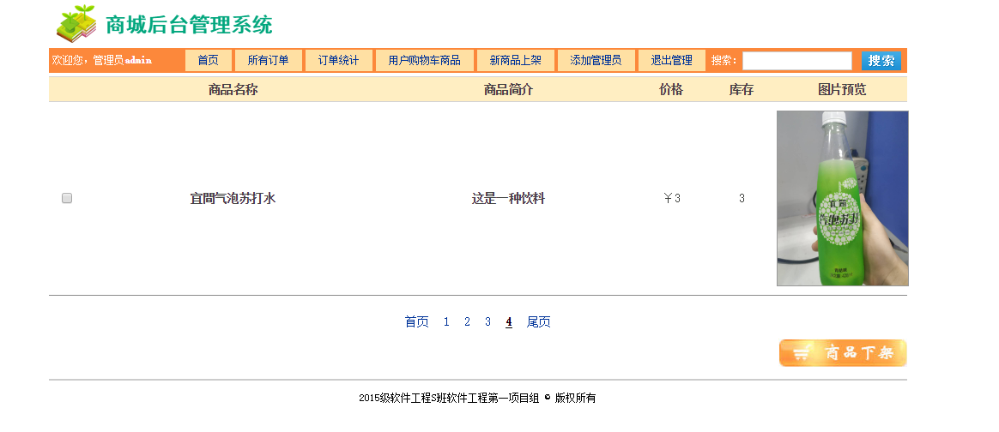 商城后台管理系统
欢迎您，管理员admin 首页 所有订单 订单统计 用户购物车商品 新商品上架 添加管理员 退出管理 搜索： 搜索
商品名称 商品简介 价格 库存 图片预览
宜間气泡苏打水 这是一种饮料 ￥3 3
汽泡苏打
首页 1 2 3 4 尾页
商品下架
2015级软件工程S班软件工程第一项目组 © 版权所有